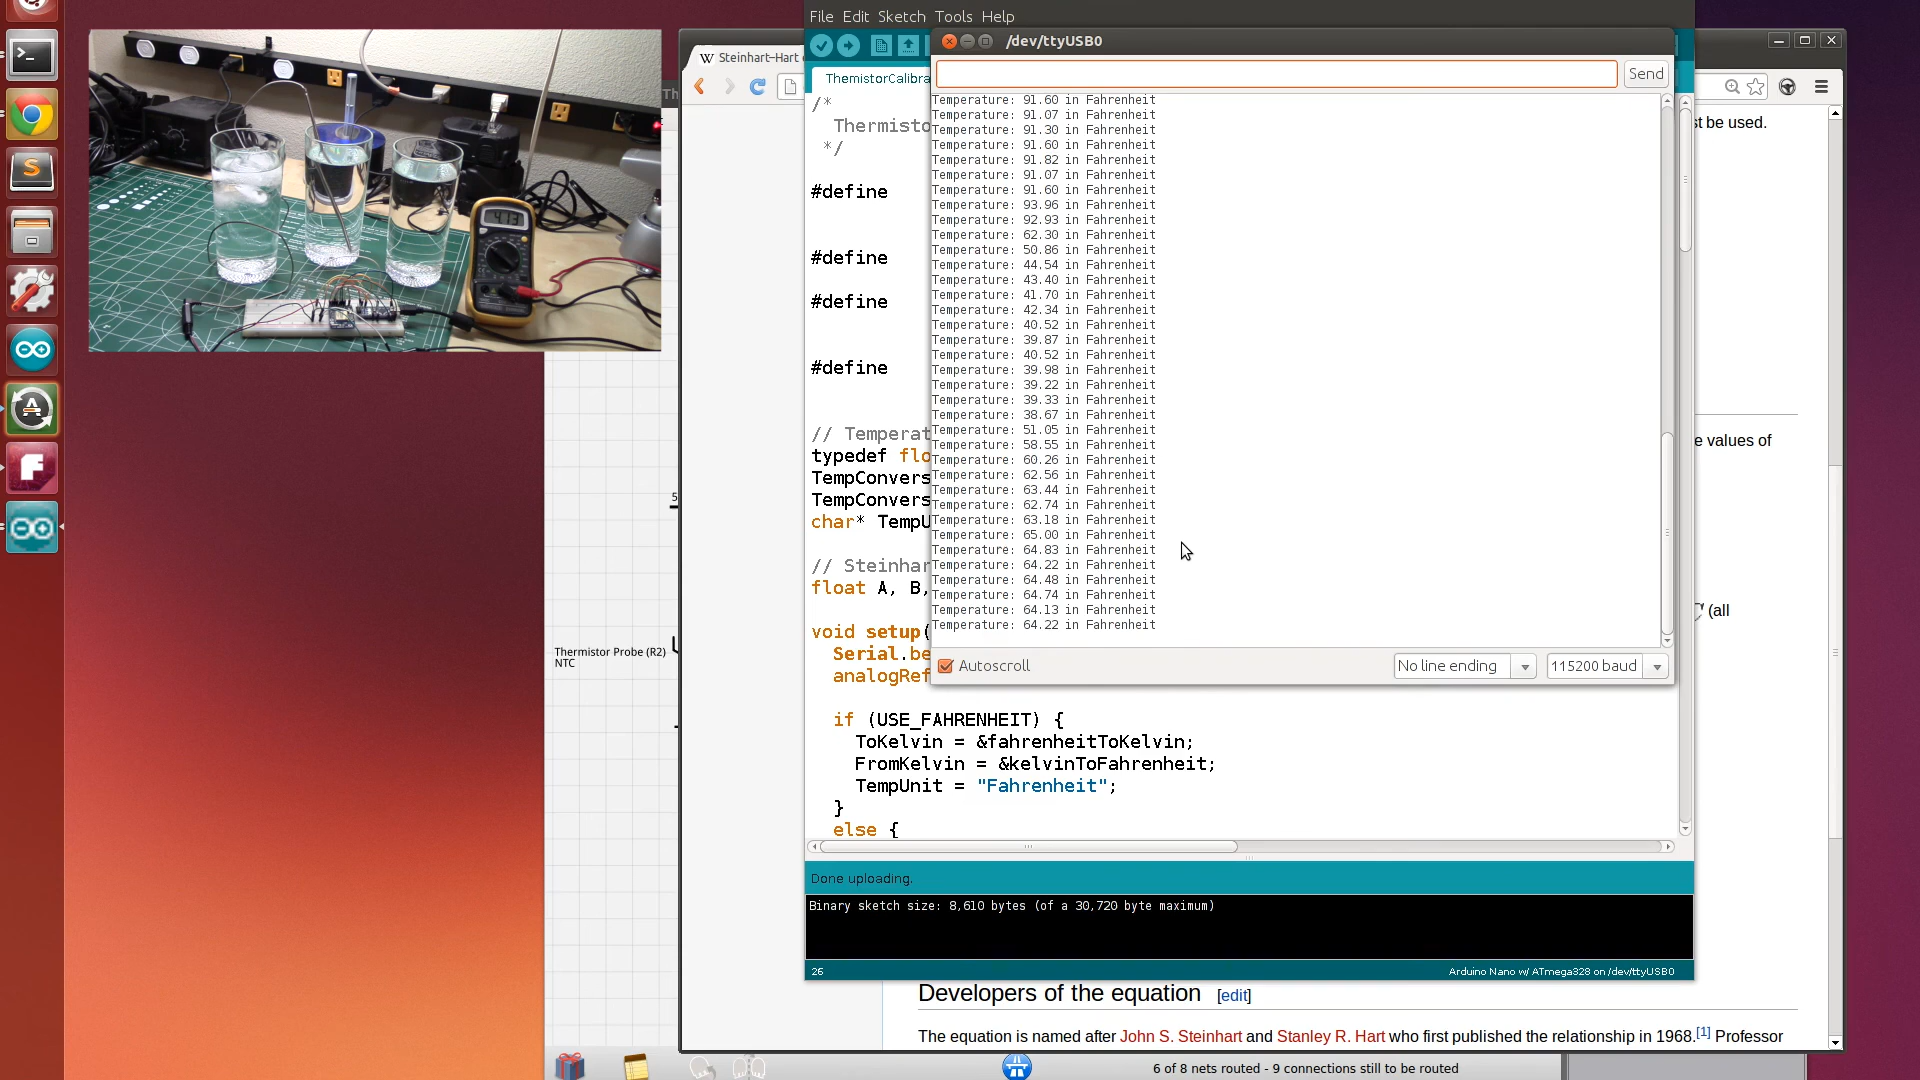 File Edit Sketch Tools Help
/dev/ttyUSB0
Steinhart–Hart
Send
ThemistorCalibra
Temperature: 91.60 in Fahrenheit
Temperature: 91.07 in Fahrenheit
Temperature: 91.30 in Fahrenheit
Temperature: 91.60 in Fahrenheit
Temperature: 91.82 in Fahrenheit
Temperature: 91.07 in Fahrenheit
Temperature: 91.60 in Fahrenheit
Temperature: 93.96 in Fahrenheit
Temperature: 92.93 in Fahrenheit
Temperature: 62.30 in Fahrenheit
Temperature: 50.86 in Fahrenheit
Temperature: 44.54 in Fahrenheit
Temperature: 43.40 in Fahrenheit
Temperature: 41.70 in Fahrenheit
Temperature: 42.34 in Fahrenheit
Temperature: 40.52 in Fahrenheit
Temperature: 39.87 in Fahrenheit
Temperature: 40.52 in Fahrenheit
Temperature: 39.98 in Fahrenheit
Temperature: 39.22 in Fahrenheit
Temperature: 39.33 in Fahrenheit
Temperature: 38.67 in Fahrenheit
Temperature: 51.05 in Fahrenheit
Temperature: 58.55 in Fahrenheit
Temperature: 60.26 in Fahrenheit
Temperature: 62.56 in Fahrenheit
Temperature: 63.44 in Fahrenheit
Temperature: 62.74 in Fahrenheit
Temperature: 63.18 in Fahrenheit
Temperature: 65.00 in Fahrenheit
Temperature: 64.83 in Fahrenheit
Temperature: 64.22 in Fahrenheit
Temperature: 64.48 in Fahrenheit
Temperature: 64.74 in Fahrenheit
Temperature: 64.13 in Fahrenheit
Temperature: 64.22 in Fahrenheit
Autoscroll
No line ending
115200 baud
/*
Thermisto
*/
#define
#define
#define
#define
// Temperat
typedef flo
TempConvers
TempConvers
char* TempU
// Steinhar
float A, B,
void setup(
Serial.be
analogRef
if (USE_FAHRENHEIT) {
ToKelvin = &fahrenheitToKelvin;
FromKelvin = &kelvinToFahrenheit;
TempUnit = "Fahrenheit";
}
else {
Done uploading.
Binary sketch size: 8,610 bytes (of a 30,720 byte maximum)
26
Arduino Nano w/ ATmega328 on /dev/ttyUSB0
st be used.
e values of
(all
4.13
5
Thermistor Probe (R2)
NTC
Developers of the equation [edit]
The equation is named after John S. Steinhart and Stanley R. Hart who first published the relationship in 1968.[1] Professor
6 of 8 nets routed - 9 connections still to be routed